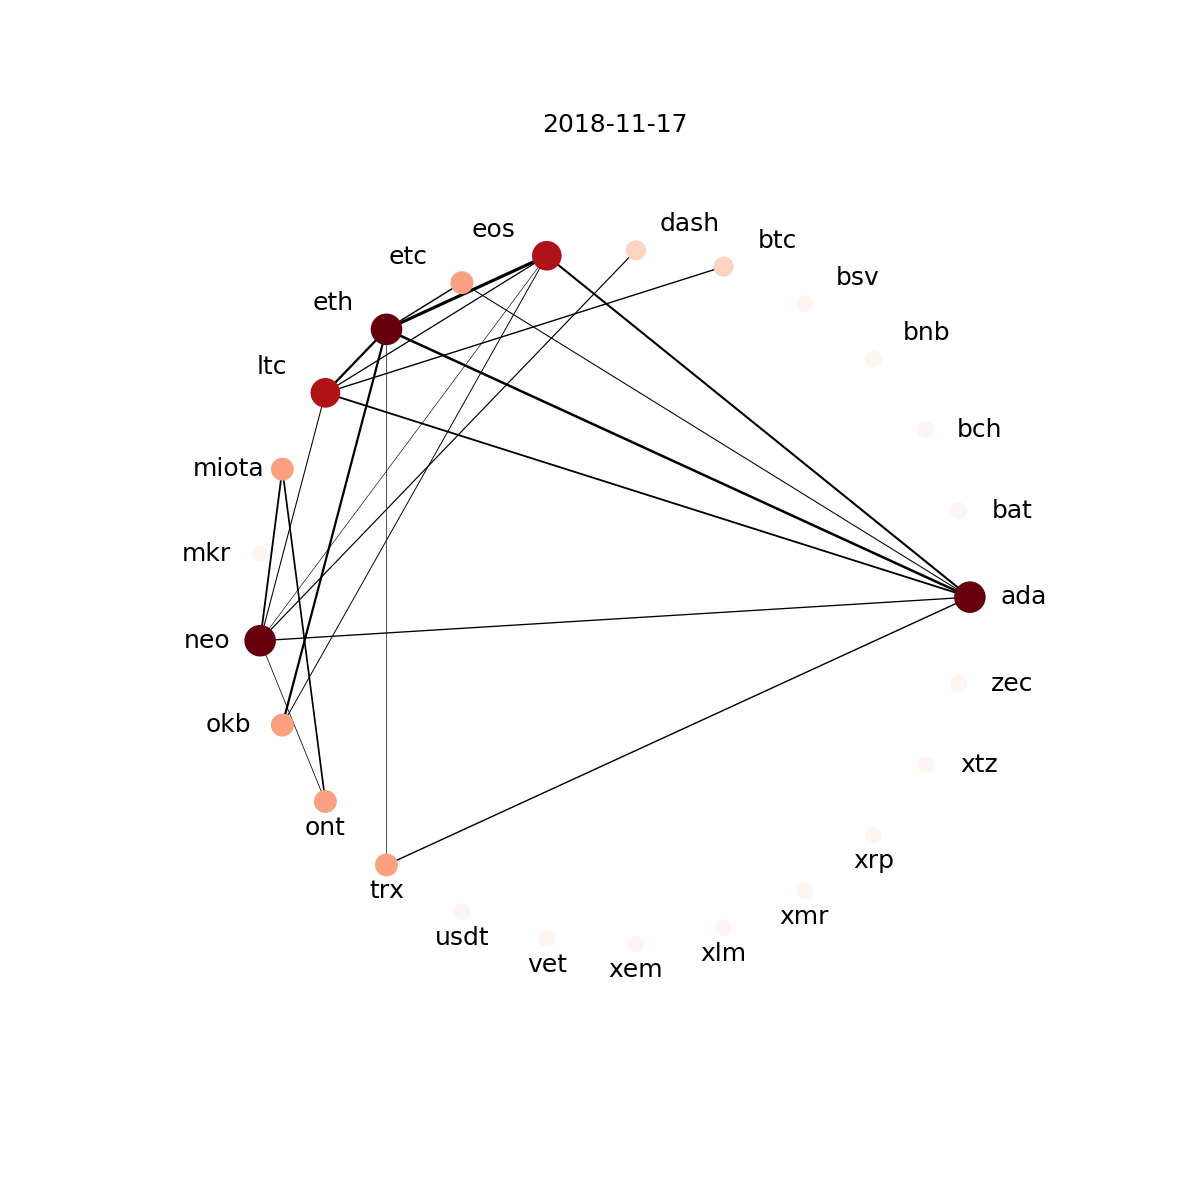 2018-11-17
dash
eos
btc
etc
bsv
eth
bnb
ltc
bch
miota
bat
mkr
ada
neo
zec
okb
xtz
ont
xrp
trx
xmr
usdt
xlm
vet
xem